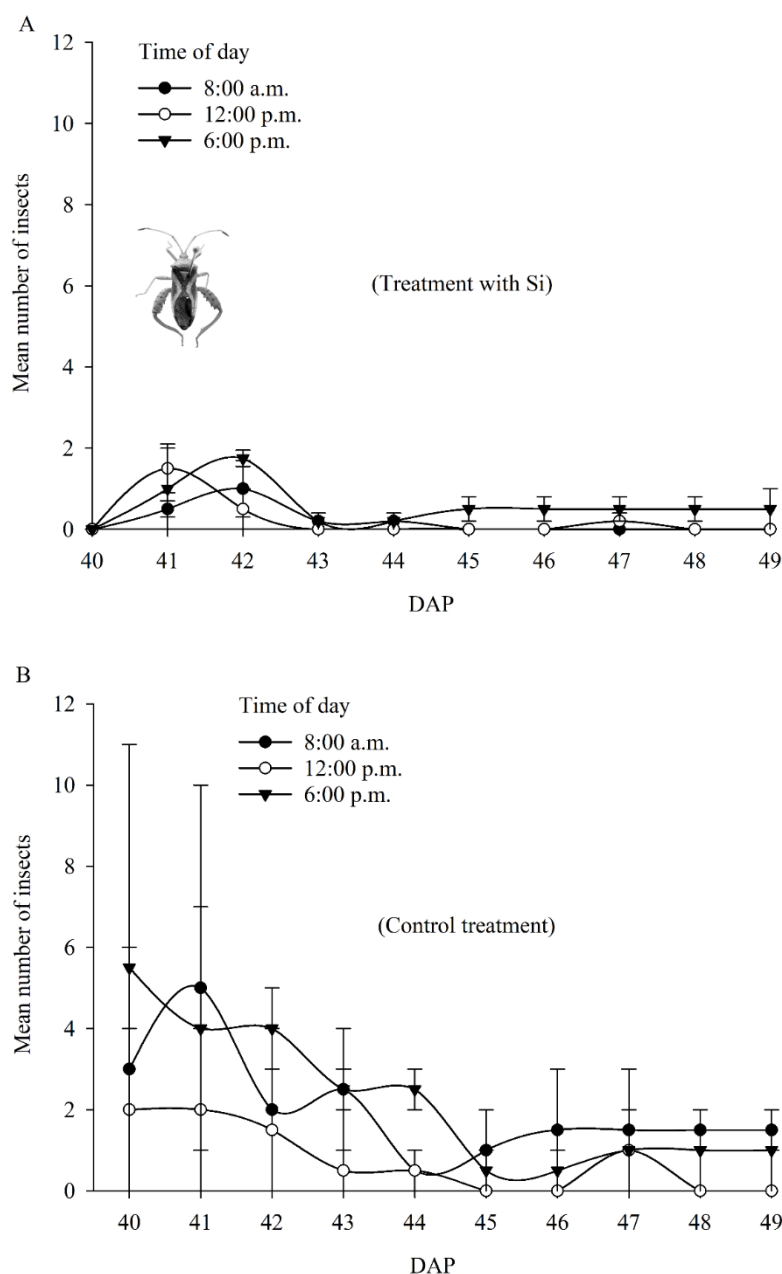 A
12
10
8
6
4
2
0
Mean number of insects
Time of day
8:00 a.m.
12:00 p.m.
6:00 p.m.
(Treatment with Si)
40 41 42 43 44 45 46 47 48 49
DAP
B
12
10
8
6
4
2
0
Mean number of insects
Time of day
8:00 a.m.
12:00 p.m.
6:00 p.m.
(Control treatment)
40 41 42 43 44 45 46 47 48 49
DAP